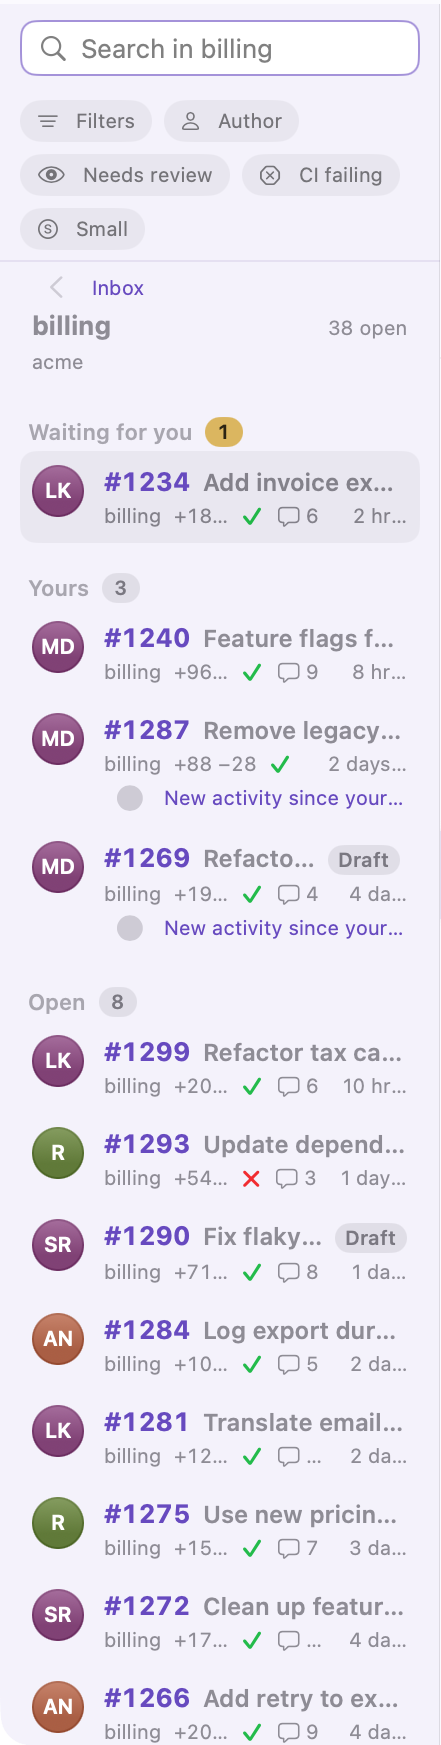 Search in billing
Filters Author
Needs review CI failing
S Small
Inbox
billing 38 open
acme
Waiting for you 1
LK #1234 Add invoice ex...
billing +18... 6 2 hr...
Yours 3
MD #1240 Feature flags f...
billing +96... 9 8 hr...
MD #1287 Remove legacy...
billing +88 −28 2 days...
New activity since your...
MD #1269 Refacto... Draft
billing +19... 4 4 da...
New activity since your...
Open 8
LK #1299 Refactor tax ca...
billing +20... 6 10 hr...
R #1293 Update depend...
billing +54... 3 1 day...
SR #1290 Fix flaky... Draft
billing +71... 8 1 da...
AN #1284 Log export dur...
billing +10... 5 2 da...
LK #1281 Translate email...
billing +12... ... 2 da...
R #1275 Use new pricin...
billing +15... 7 3 da...
SR #1272 Clean up featur...
billing +17... ... 4 da...
AN #1266 Add retry to ex...
billing +20... 9 4 da...